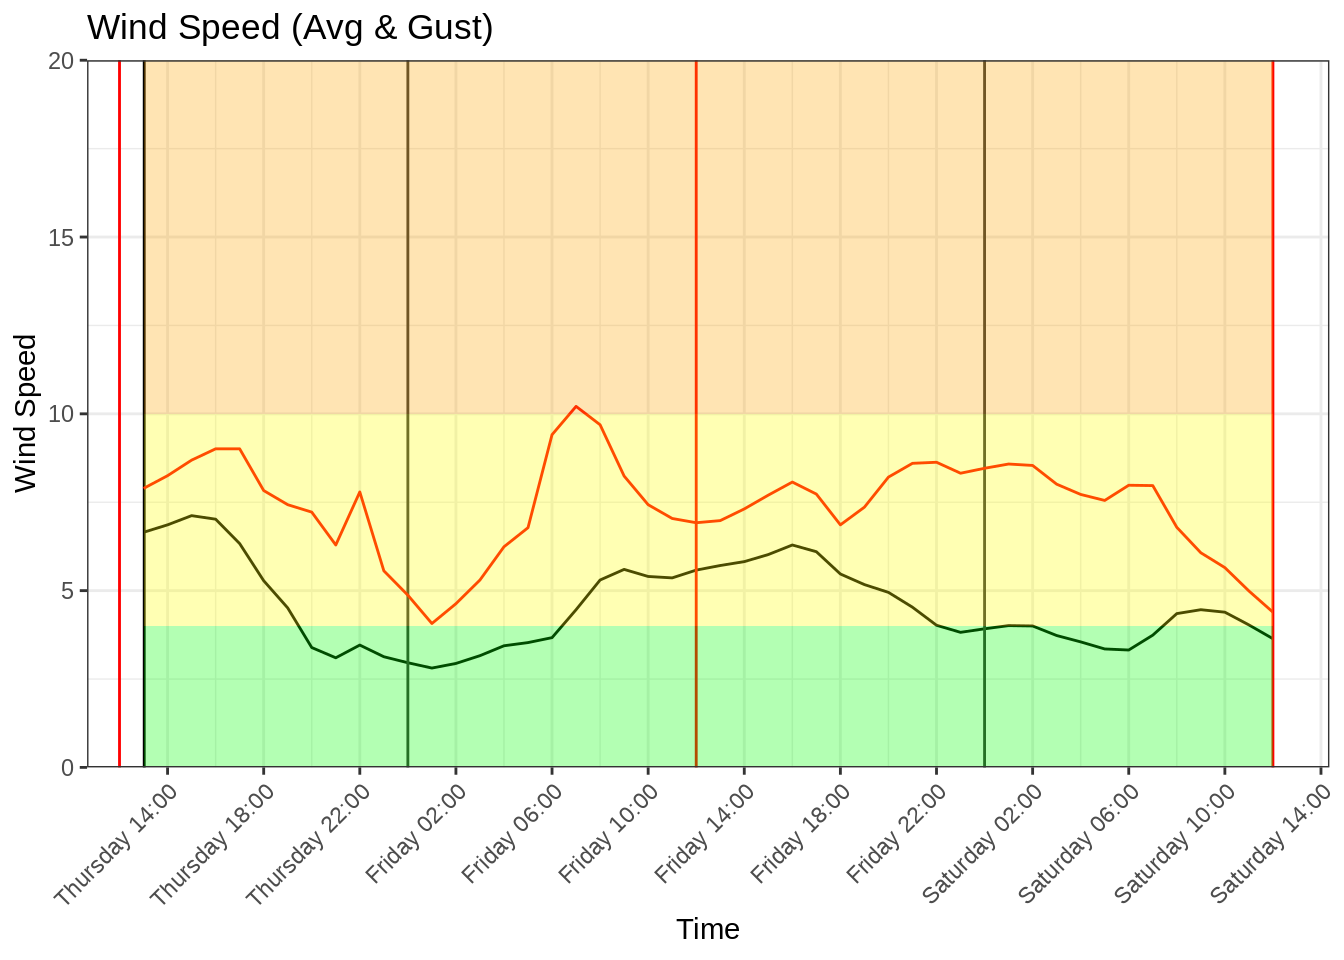 Wind Speed (Avg & Gust)
20
15
10
5
0
Wind Speed
Thursday 14:00
Thursday 18:00
Thursday 22:00
Friday 02:00
Friday 06:00
Friday 10:00
Friday 14:00
Friday 18:00
Friday 22:00
Saturday 02:00
Saturday 06:00
Saturday 10:00
Saturday 14:00
Time